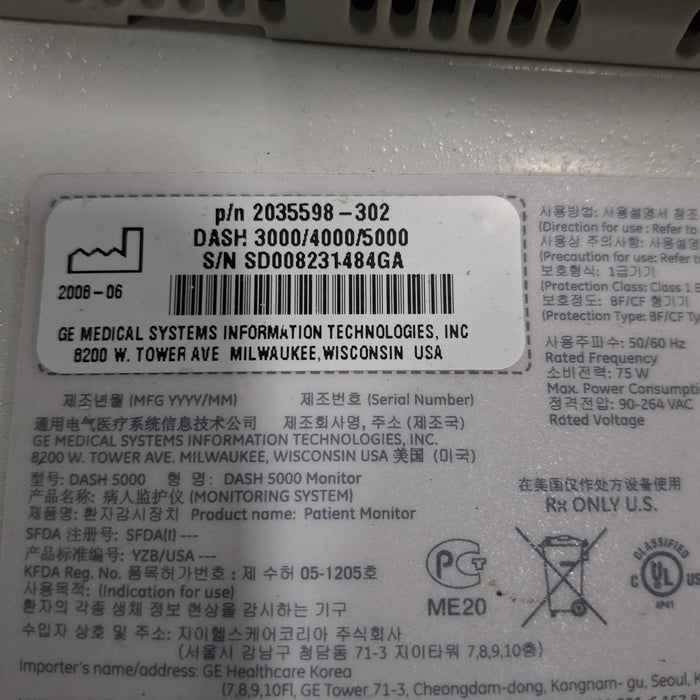 p/n 2035598-302
DASH 3000/4000/5000
S/N SD008231484GA
2008-06
GE MEDICAL SYSTEMS INFORMATION TECHNOLOGIES, INC
8200 W. TOWER AVE MILWAUKEE, WISCONSIN USA
제조년월 (MFG YYYY/MM) 제조번호 (Serial Number)
通用电气医疗系统信息技术公司 제조회사명, 주소 (제조국)
GE MEDICAL SYSTEMS INFORMATION TECHNOLOGIES, INC.
8200 W. TOWER AVE. MILWAUKEE, WISCONSIN USA 美国 (미국)
型号: DASH 5000 형 명: DASH 5000 Monitor
产品名称: 病人监护仪 (MONITORING SYSTEM)
제품명: 환자감시장치 Product name: Patient Monitor
SFDA 注册号: SFDA(I) ---
产品标准编号: YZB/USA ---
KFDA Reg. No. 품목허가번호 : 제 수허 05-1205호
사용목적: (Indication for use)
환자의 각종 생체 정보 현상을 감시하는 기구
수입자 상호 및 주소: 지이헬스케어코리아 주식회사
(서울시 강남구 청담동 71-3 지이타워 7,8,9,10층)
Importer's name/address: GE Healthcare Korea
(7,8,9,10Fl, GE Tower 71-3, Cheongdam-dong, Kangnam- gu, Seoul,
사용방법: 사용설명서 참조
(Direction for use : Refer to
사용상 주의사항: 사용설명
(Precaution for use: Refer t
보호형식: 1급기기
(Protection Class: Class 1
보호정도: BF/CF 형기기
(Protection Type: BF/CF Ty
사용주파수: 50/60 Hz
Rated Frequency
소비전력: 75 W
Max. Power Consumpti
정격전압: 90-264 VAC
Rated Voltage
在美国仅作处方设备使用
Rx ONLY U.S.
PCT
ME20
CLASSIFIED
C UL US
IP41